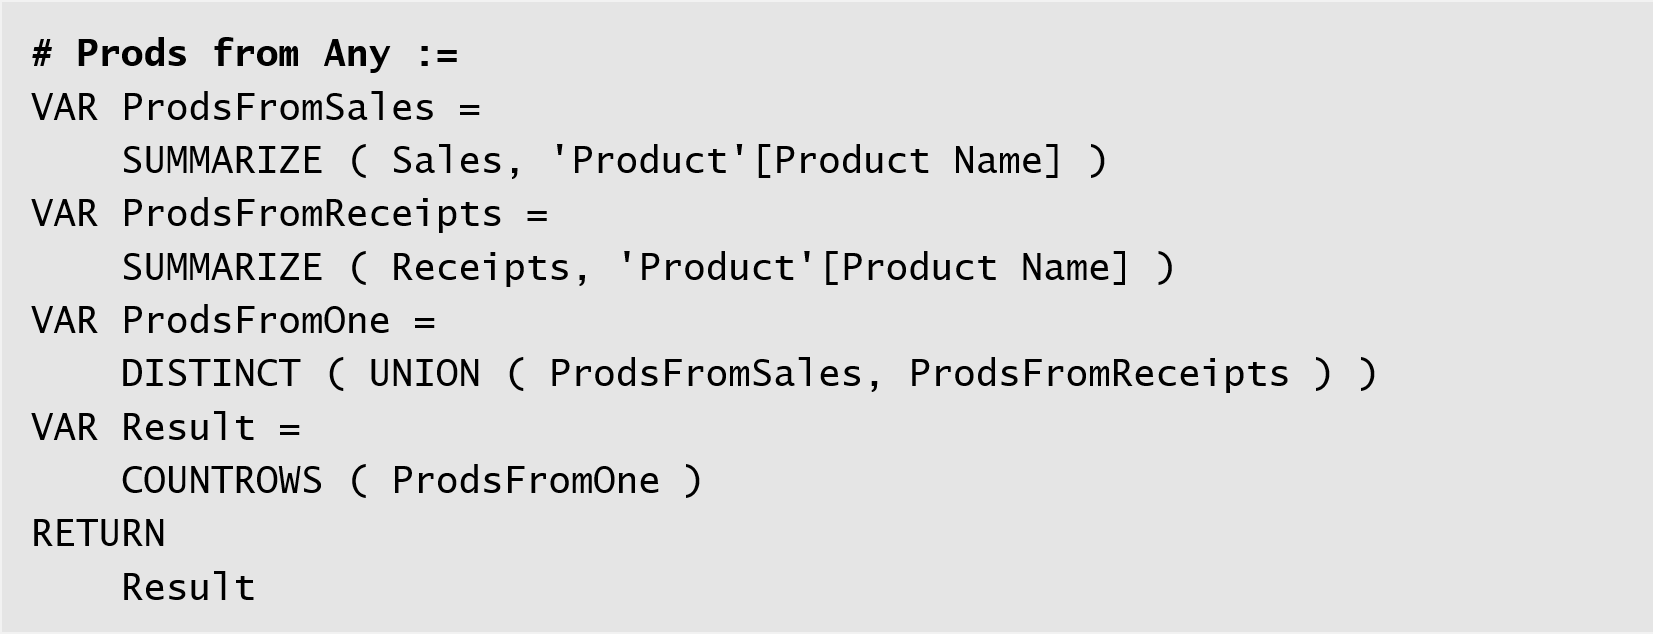 # Prods from Any :=
VAR ProdsFromSales =
    SUMMARIZE ( Sales, 'Product'[Product Name] )
VAR ProdsFromReceipts =
    SUMMARIZE ( Receipts, 'Product'[Product Name] )
VAR ProdsFromOne =
    DISTINCT ( UNION ( ProdsFromSales, ProdsFromReceipts ) )
VAR Result =
    COUNTROWS ( ProdsFromOne )
RETURN
    Result